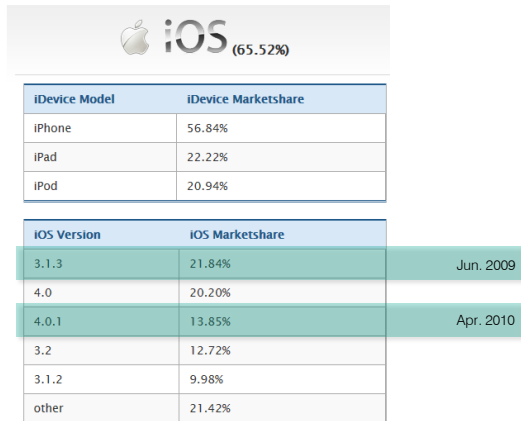 iOS (65.52%)
iDevice Model iDevice Marketshare
iPhone 56.84%
iPad 22.22%
iPod 20.94%
iOS Version iOS Marketshare
3.1.3 21.84% Jun. 2009
4.0 20.20%
4.0.1 13.85% Apr. 2010
3.2 12.72%
3.1.2 9.98%
other 21.42%